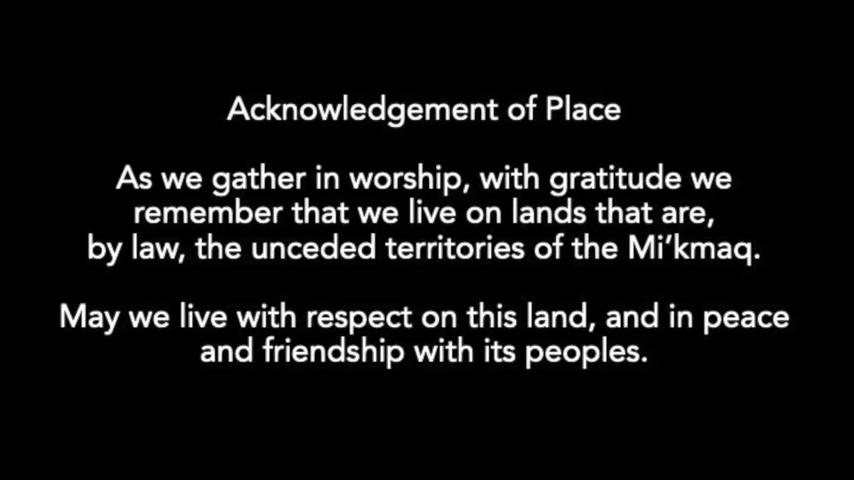 Acknowledgement of Place
As we gather in worship, with gratitude we
remember that we live on lands that are,
by law, the unceded territories of the Mi'kmaq.
May we live with respect on this land, and in peace
and friendship with its peoples.